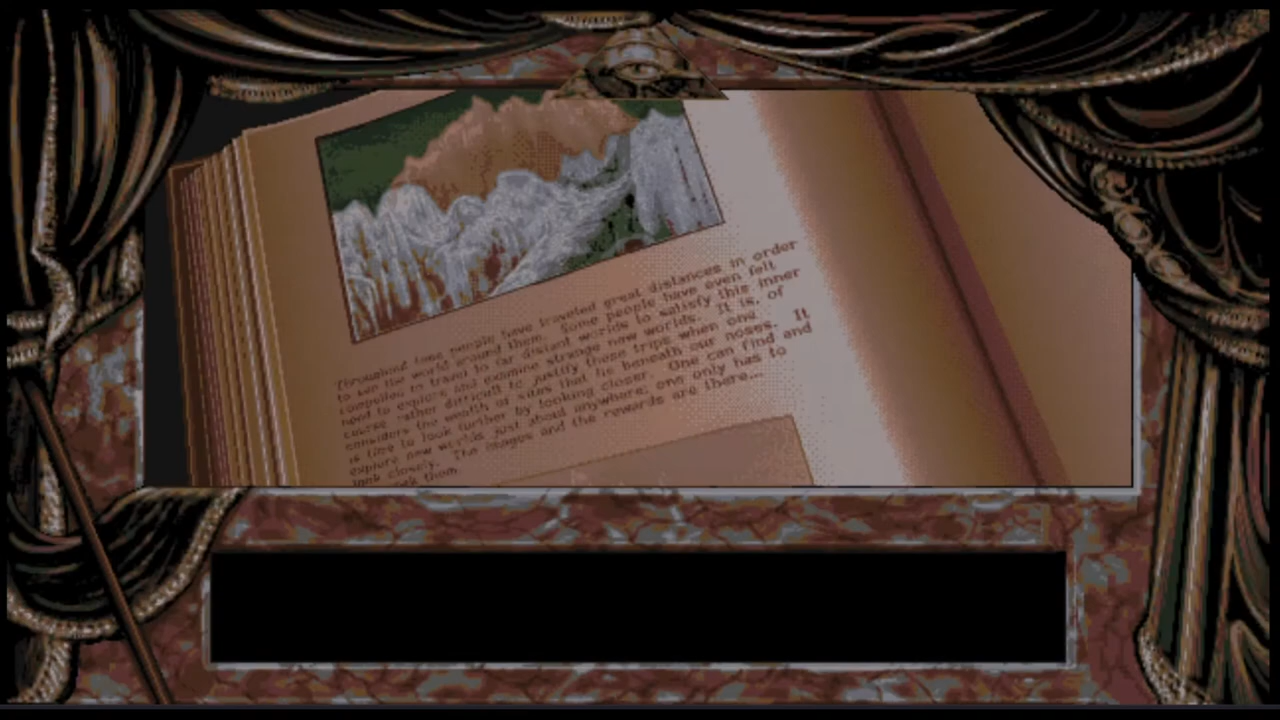 Throughout time people have traveled great distances in order
to see the world around them. Some people have even felt
compelled to travel to far distant worlds to satisfy this inner
need to explore and examine strange new worlds. It is, of
course rather difficult to justify these trips when one
considers the wealth of sites that lie beneath our noses. It
is time to look further by looking closer. One can find and
explore new worlds just about anywhere; one only has to
look closely. The images and the rewards are there...
seek them.